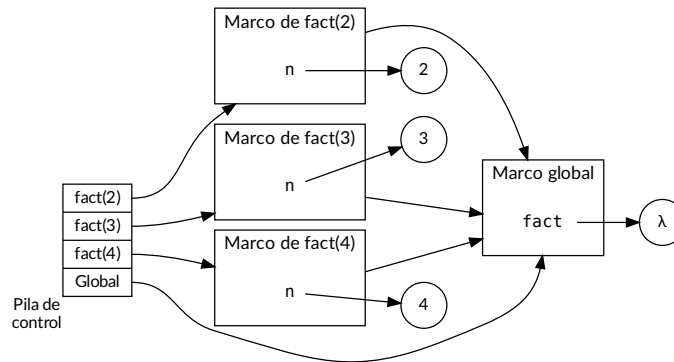 Marco de fact(2)
n
2
Marco de fact(3)
n
3
Marco de fact(4)
n
4
Marco global
fact
λ
fact(2)
fact(3)
fact(4)
Global
Pila de
control